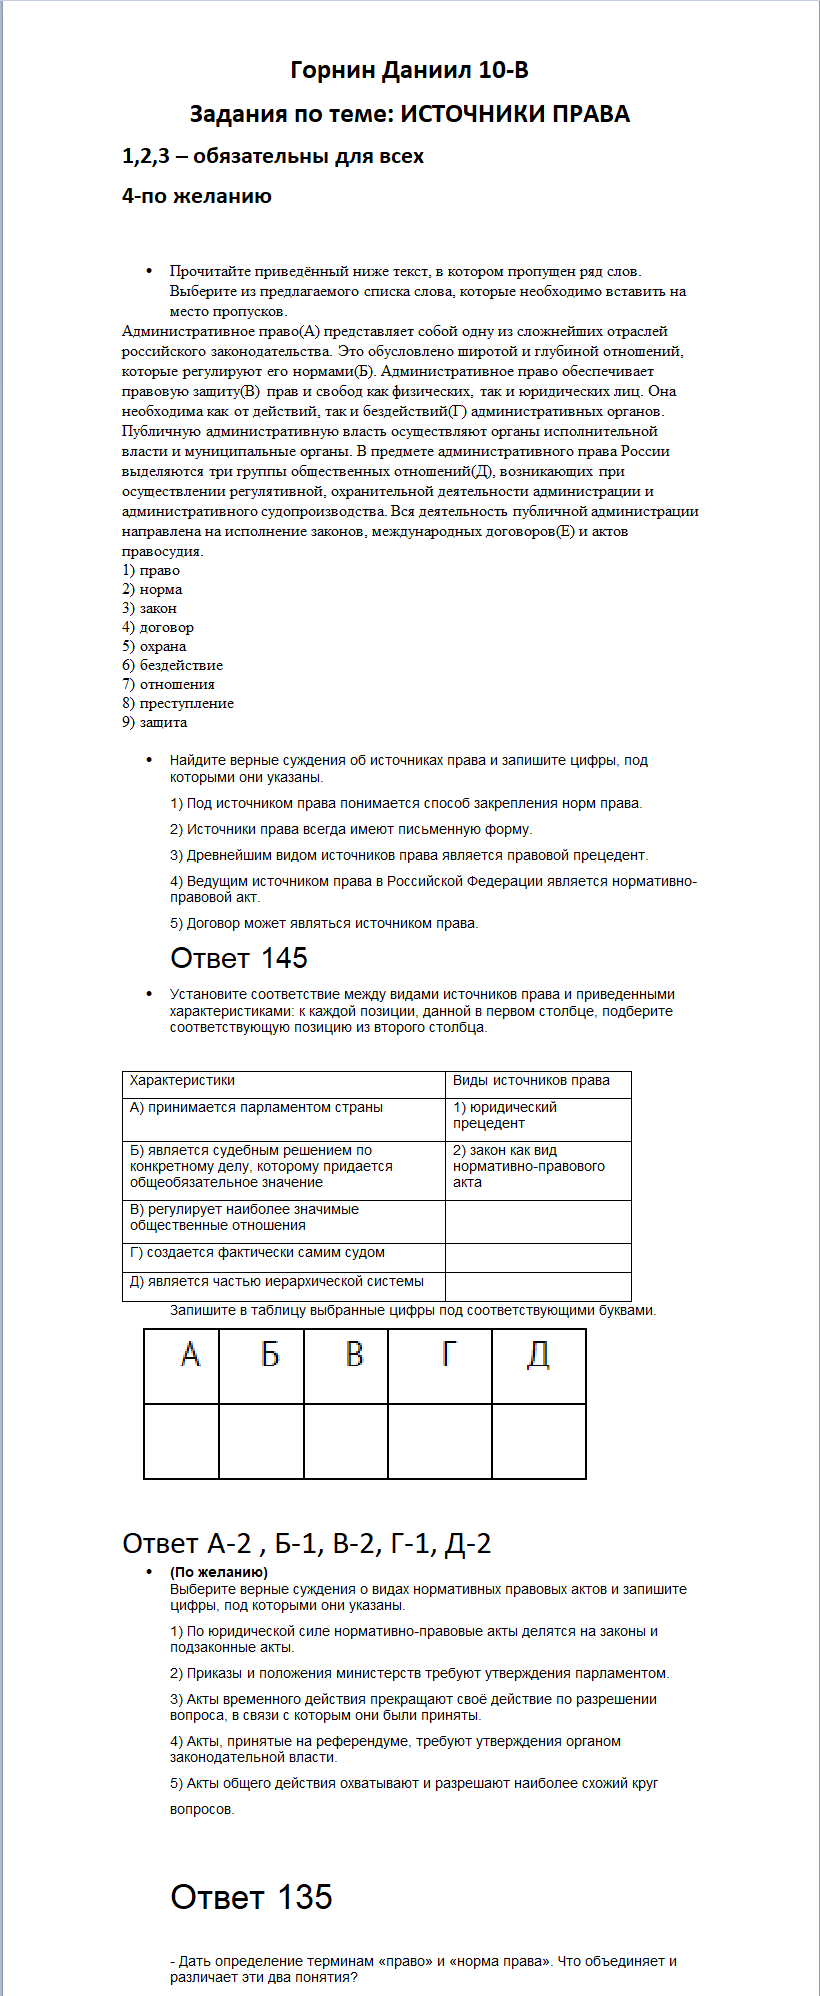 Горнин Даниил 10-В
Задания по теме: ИСТОЧНИКИ ПРАВА
1,2,3 – обязательны для всех
4-по желанию
• Прочитайте приведённый ниже текст, в котором пропущен ряд слов.
Выберите из предлагаемого списка слова, которые необходимо вставить на
место пропусков.
Административное право(А) представляет собой одну из сложнейших отраслей
российского законодательства. Это обусловлено широтой и глубиной отношений,
которые регулируют его нормами(Б). Административное право обеспечивает
правовую защиту(В) прав и свобод как физических, так и юридических лиц. Она
необходима как от действий, так и бездействий(Г) административных органов.
Публичную административную власть осуществляют органы исполнительной
власти и муниципальные органы. В предмете административного права России
выделяются три группы общественных отношений(Д), возникающих при
осуществлении регулятивной, охранительной деятельности администрации и
административного судопроизводства. Вся деятельность публичной администрации
направлена на исполнение законов, международных договоров(Е) и актов
правосудия.
1) право
2) норма
3) закон
4) договор
5) охрана
6) бездействие
7) отношения
8) преступление
9) защита
• Найдите верные суждения об источниках права и запишите цифры, под
которыми они указаны.
1) Под источником права понимается способ закрепления норм права.
2) Источники права всегда имеют письменную форму.
3) Древнейшим видом источников права является правовой прецедент.
4) Ведущим источником права в Российской Федерации является нормативно-
правовой акт.
5) Договор может являться источником права.
Ответ 145
• Установите соответствие между видами источников права и приведенными
характеристиками: к каждой позиции, данной в первом столбце, подберите
соответствующую позицию из второго столбца.
Характеристики
Виды источников права
А) принимается парламентом страны
1) юридический
прецедент
Б) является судебным решением по
конкретному делу, которому придается
общеобязательное значение
2) закон как вид
нормативно-правового
акта
В) регулирует наиболее значимые
общественные отношения
Г) создается фактически самим судом
Д) является частью иерархической системы
Запишите в таблицу выбранные цифры под соответствующими буквами.
А Б В Г Д
Ответ А-2 , Б-1, В-2, Г-1, Д-2
• (По желанию)
Выберите верные суждения о видах нормативных правовых актов и запишите
цифры, под которыми они указаны.
1) По юридической силе нормативно-правовые акты делятся на законы и
подзаконные акты.
2) Приказы и положения министерств требуют утверждения парламентом.
3) Акты временного действия прекращают своё действие по разрешении
вопроса, в связи с которым они были приняты.
4) Акты, принятые на референдуме, требуют утверждения органом
законодательной власти.
5) Акты общего действия охватывают и разрешают наиболее схожий круг
вопросов.
Ответ 135
- Дать определение терминам «право» и «норма права». Что объединяет и
различает эти два понятия?